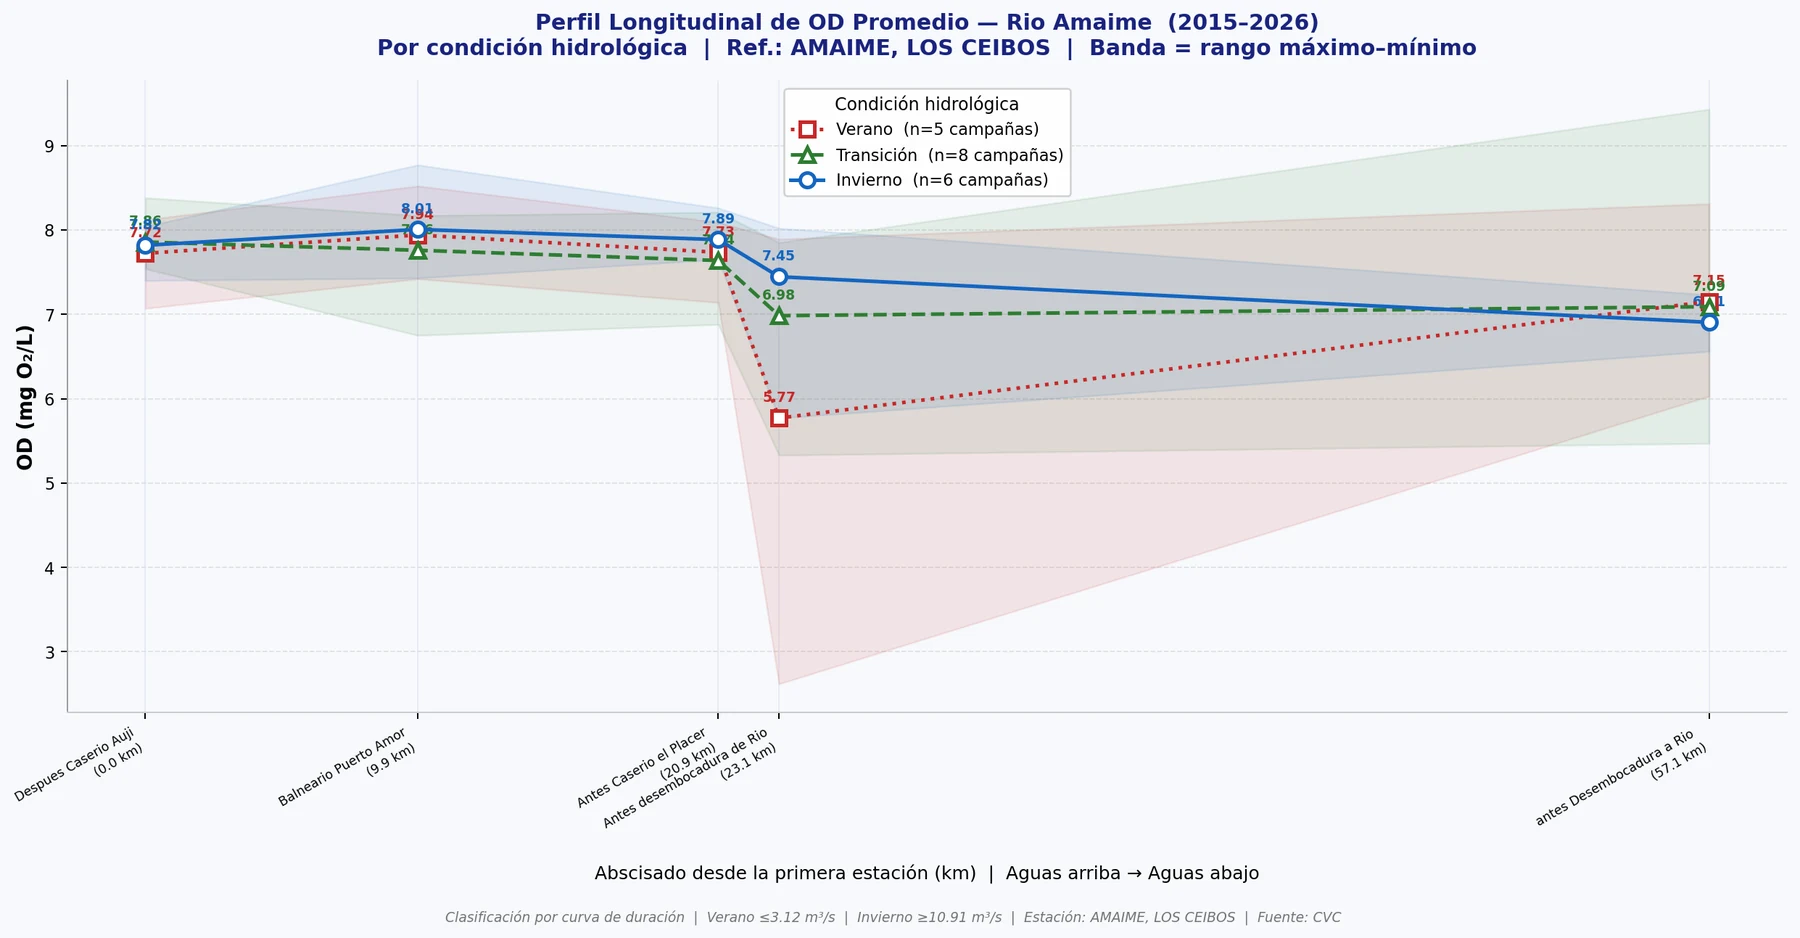 Perfil Longitudinal de OD Promedio — Rio Amaime  (2015–2026)
Por condición hidrológica  |  Ref.: AMAIME, LOS CEIBOS  |  Banda = rango máximo–mínimo
Condición hidrológica
Verano  (n=5 campañas)
Transición  (n=8 campañas)
Invierno  (n=6 campañas)
OD (mg O₂/L)
9
8
7
6
5
4
3
7.86
7.72
8.01
7.94
7.89
7.73
7.45
6.98
5.77
7.15
7.09
Despues Caserio Auji
(0.0 km)
Balneario Puerto Amor
(9.9 km)
Antes Caserio el Placer
(20.9 km)
Antes desembocadura de Rio
(23.1 km)
antes Desembocadura a Rio
(57.1 km)
Abscisado desde la primera estación (km)  |  Aguas arriba → Aguas abajo
Clasificación por curva de duración  |  Verano ≤3.12 m³/s  |  Invierno ≥10.91 m³/s  |  Estación: AMAIME, LOS CEIBOS  |  Fuente: CVC